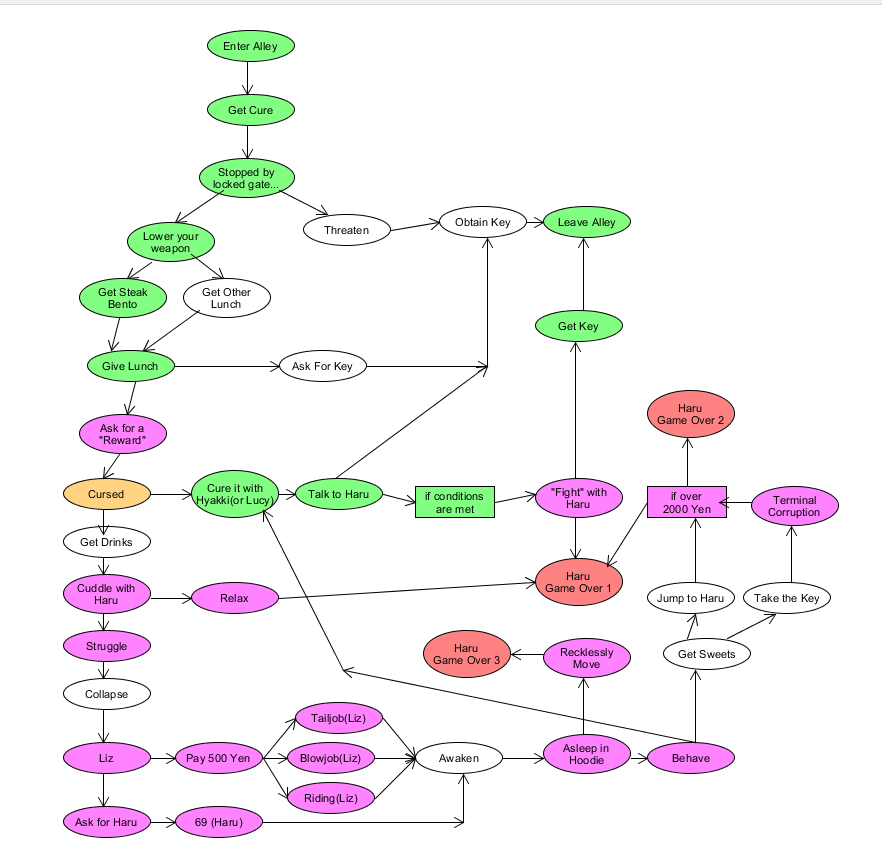 Enter Alley
Get Cure
Stopped by
locked gate...
Lower your
weapon
Threaten
Obtain Key
Leave Alley
Get Steak
Bento
Get Other
Lunch
Get Key
Give Lunch
Ask For Key
Ask for a
"Reward"
Haru
Game Over 2
Cursed
Cure it with
Hyakki(or Lucy)
Talk to Haru
if conditions
are met
"Fight" with
Haru
if over
2000 Yen
Terminal
Corruption
Get Drinks
Cuddle with
Haru
Relax
Haru
Game Over 1
Jump to Haru
Take the Key
Struggle
Haru
Game Over 3
Recklessly
Move
Get Sweets
Collapse
Tailjob(Liz)
Liz
Pay 500 Yen
Blowjob(Liz)
Awaken
Asleep in
Hoodie
Behave
Riding(Liz)
Ask for Haru
69 (Haru)